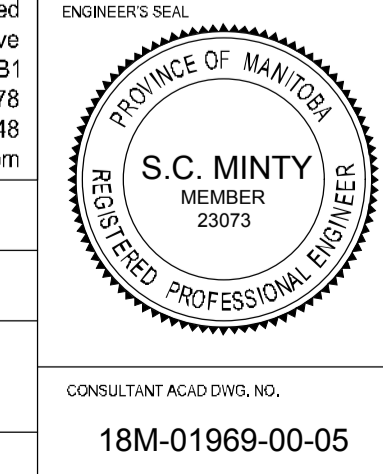 ENGINEER'S SEAL
PROVINCE OF MANITOBA
S.C. MINTY
MEMBER
23073
REGISTERED PROFESSIONAL ENGINEER
CONSULTANT ACAD DWG. NO.
18M-01969-00-05